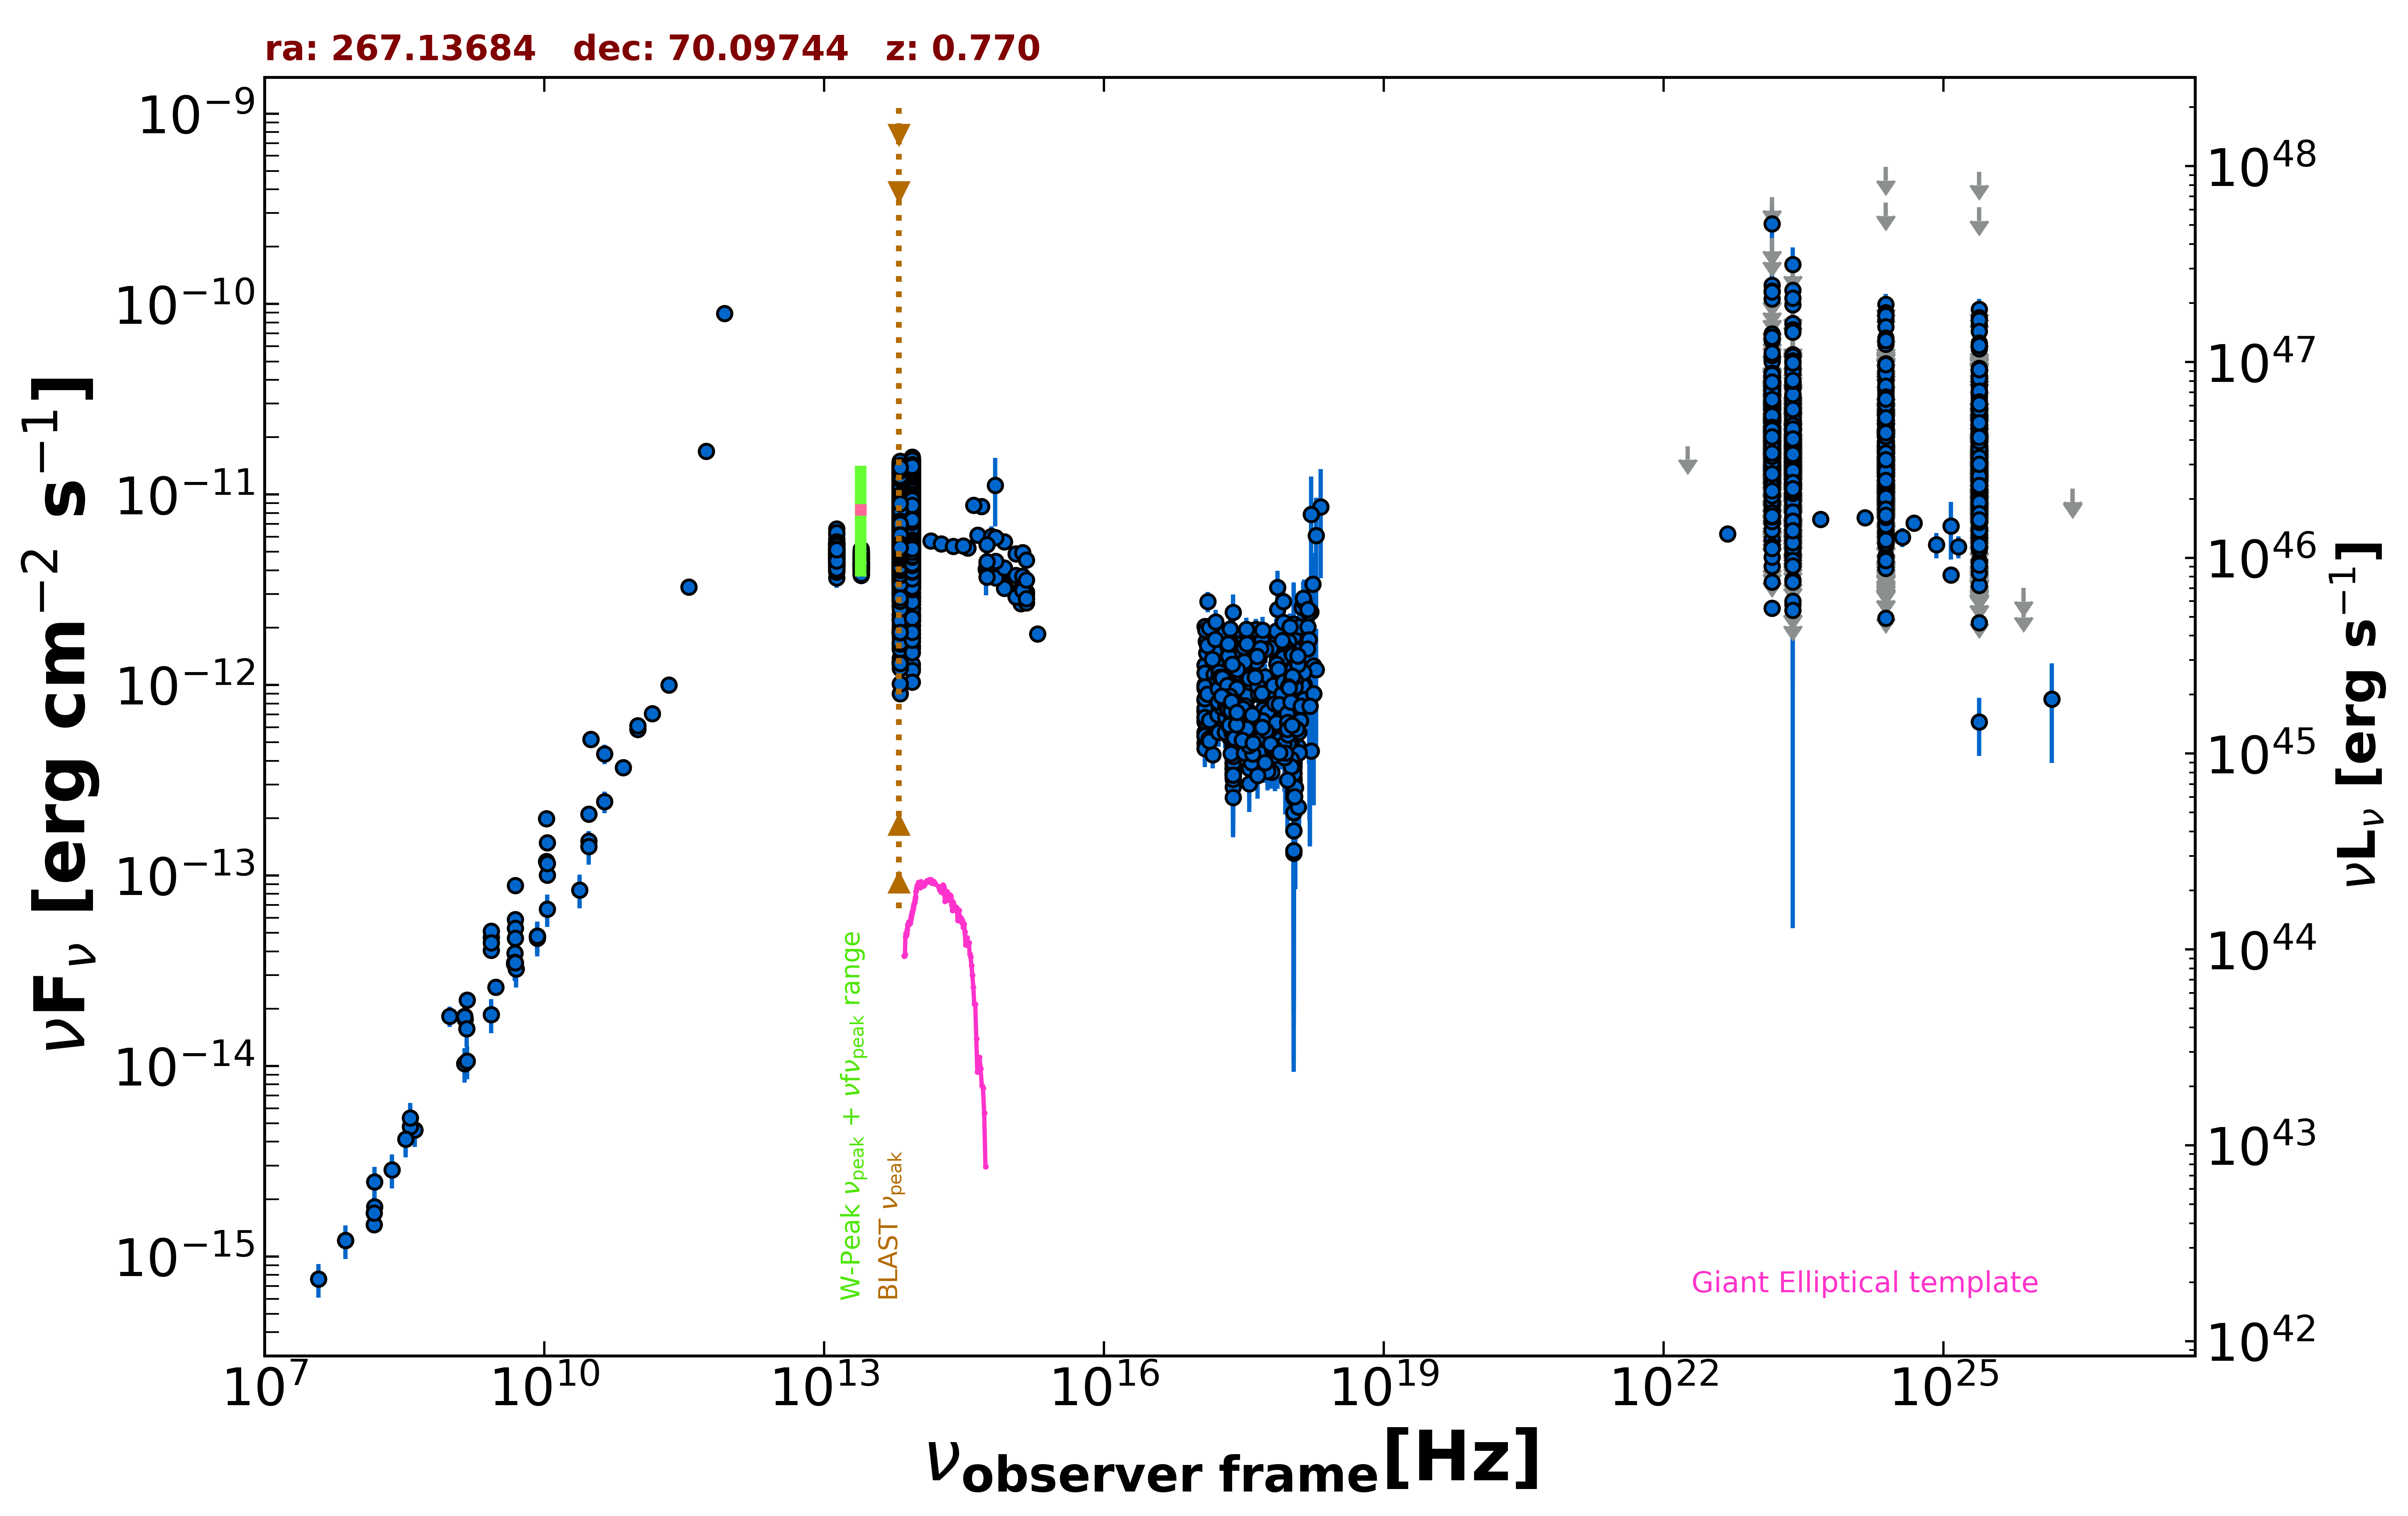 ra: 267.13684 dec: 70.09744 z: 0.770
10⁻⁹
10⁻¹⁰
10⁻¹¹
10⁻¹²
10⁻¹³
10⁻¹⁴
10⁻¹⁵
νFν [erg cm⁻² s⁻¹]
10⁴⁸
10⁴⁷
10⁴⁶
10⁴⁵
10⁴⁴
10⁴³
10⁴²
νLν [erg s⁻¹]
W-Peak νpeak + νfνpeak range
BLAST νpeak
Giant Elliptical template
10⁷ 10¹⁰ 10¹³ 10¹⁶ 10¹⁹ 10²² 10²⁵
νobserver frame[Hz]